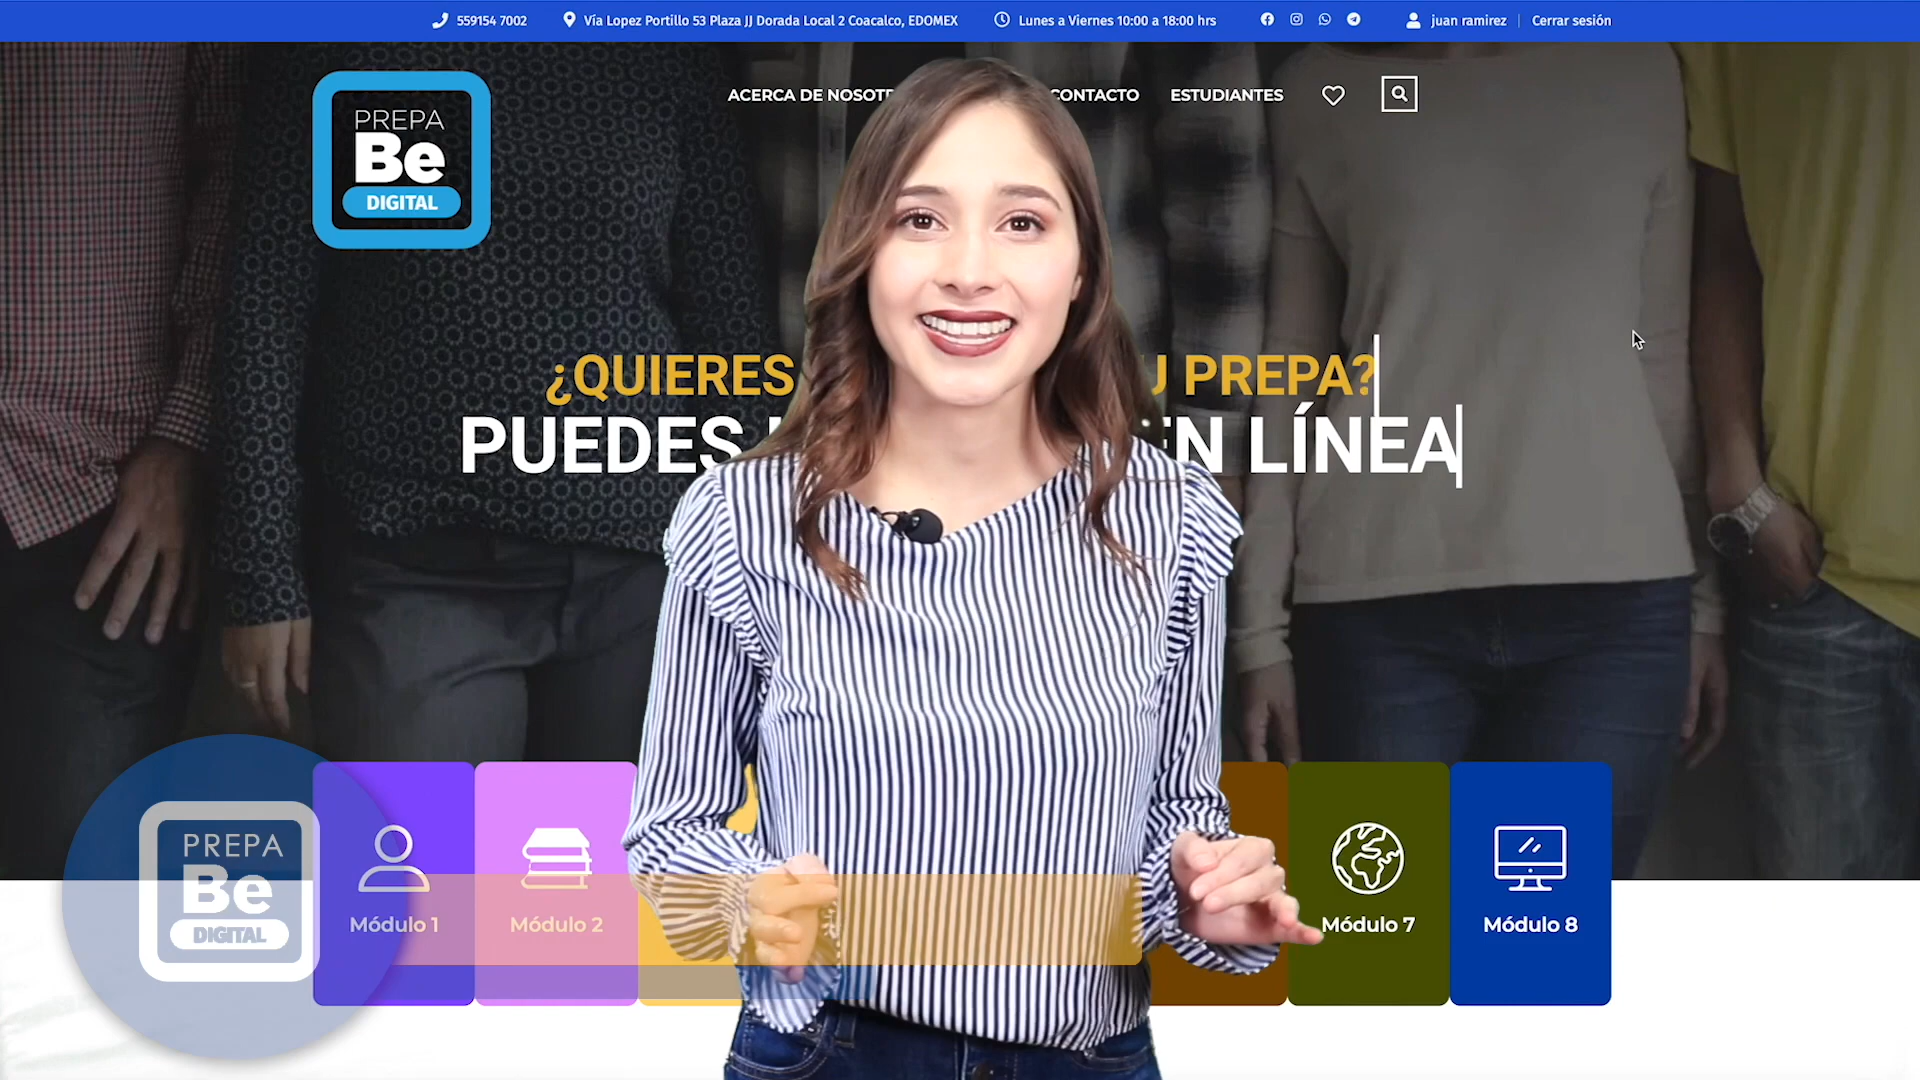 559154 7002
Vía Lopez Portillo 53 Plaza JJ Dorada Local 2 Coacalco, EDOMEX
Lunes a Viernes 10:00 a 18:00 hrs
juan ramirez
Cerrar sesión
PREPA
Be
DIGITAL
ACERCA DE
CONTACTO
ESTUDIANTES
¿QUIERES
PREPA?
PUEDES
EN LÍNEA
PREPA
Be
DIGITAL
Módulo 1
Módulo 2
Módulo 7
Módulo 8